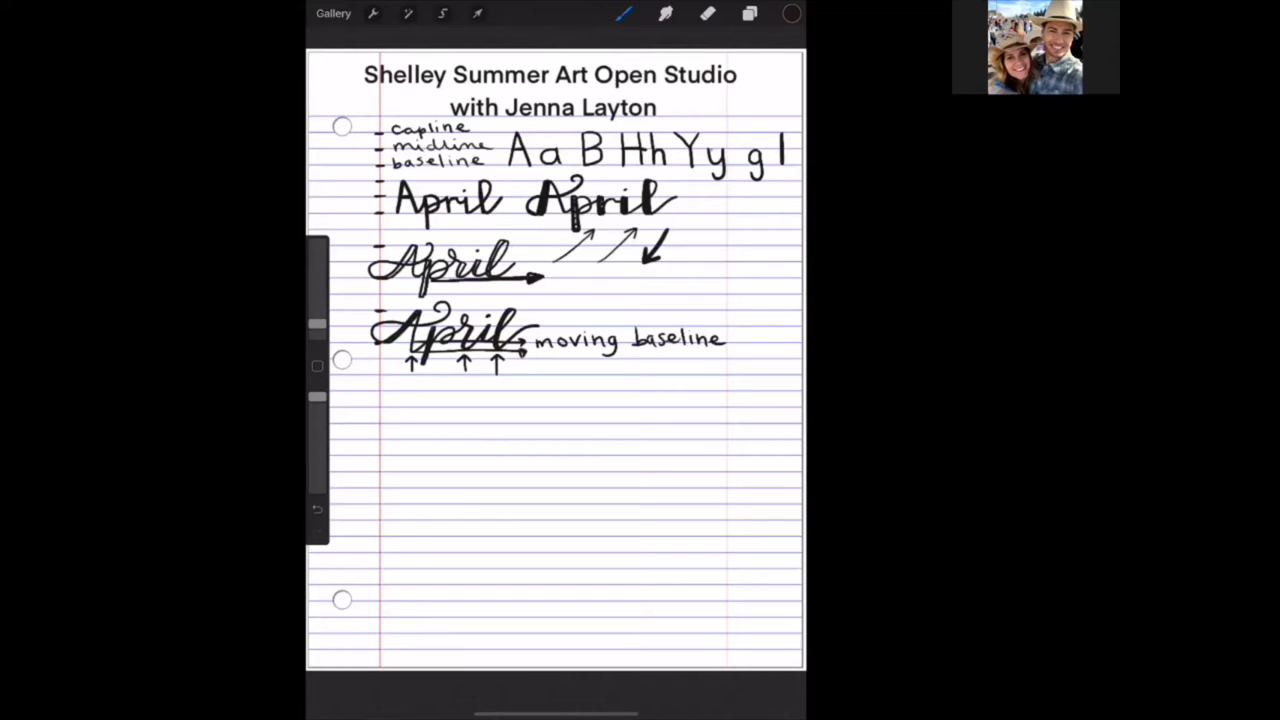 Gallery
Shelley Summer Art Open Studio
with Jenna Layton
capline
midline
baseline
A a B H h Y y g l
April April
April
April moving baseline